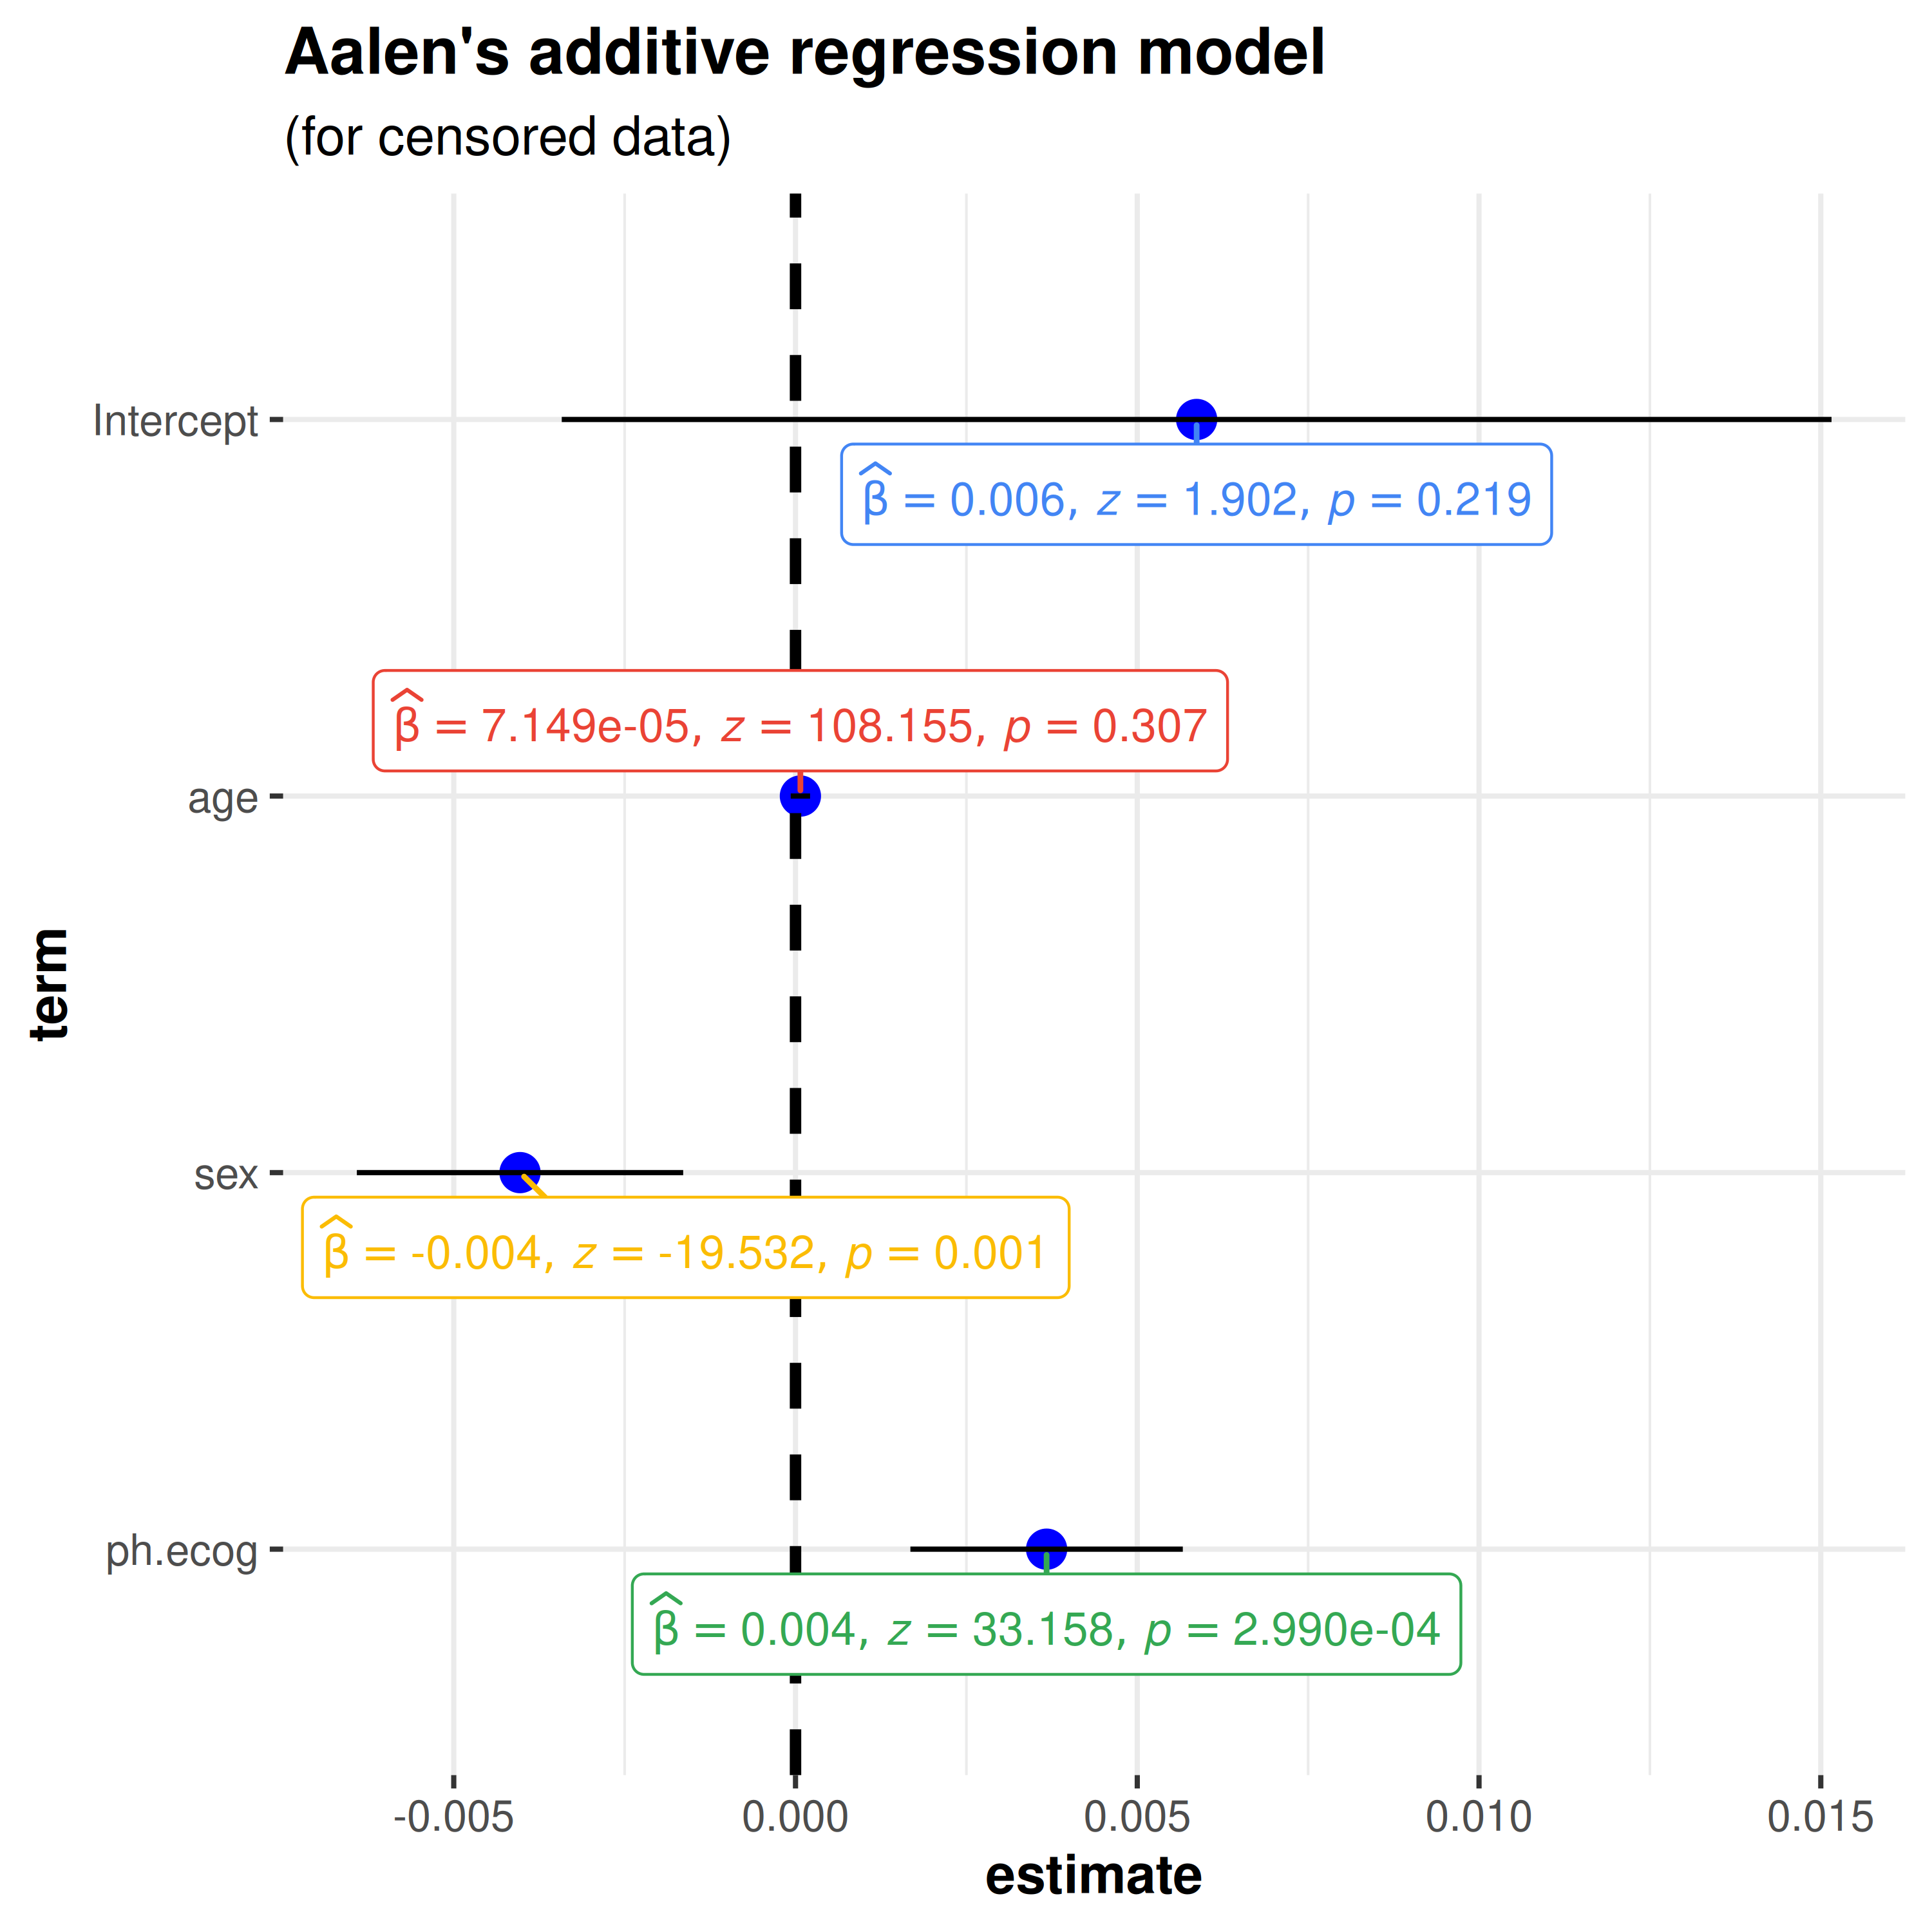 Aalen's additive regression model
(for censored data)
Intercept
β̂ = 0.006, z = 1.902, p = 0.219
β̂ = 7.149e-05, z = 108.155, p = 0.307
age
term
sex
β̂ = -0.004, z = -19.532, p = 0.001
ph.ecog
β̂ = 0.004, z = 33.158, p = 2.990e-04
-0.005 0.000 0.005 0.010 0.015
estimate